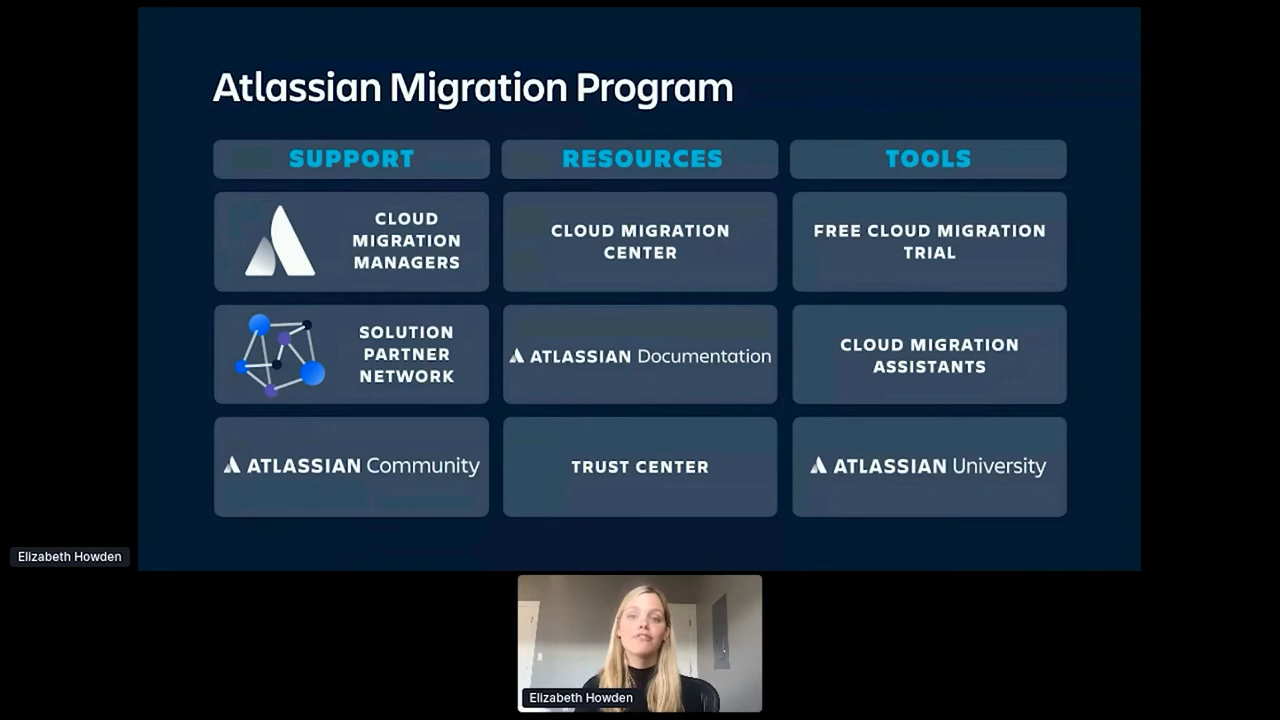 Atlassian Migration Program
SUPPORT
RESOURCES
TOOLS
CLOUD
MIGRATION
MANAGERS
CLOUD MIGRATION
CENTER
FREE CLOUD MIGRATION
TRIAL
SOLUTION
PARTNER
NETWORK
ATLASSIAN Documentation
CLOUD MIGRATION
ASSISTANTS
ATLASSIAN Community
TRUST CENTER
ATLASSIAN University
Elizabeth Howden
Elizabeth Howden